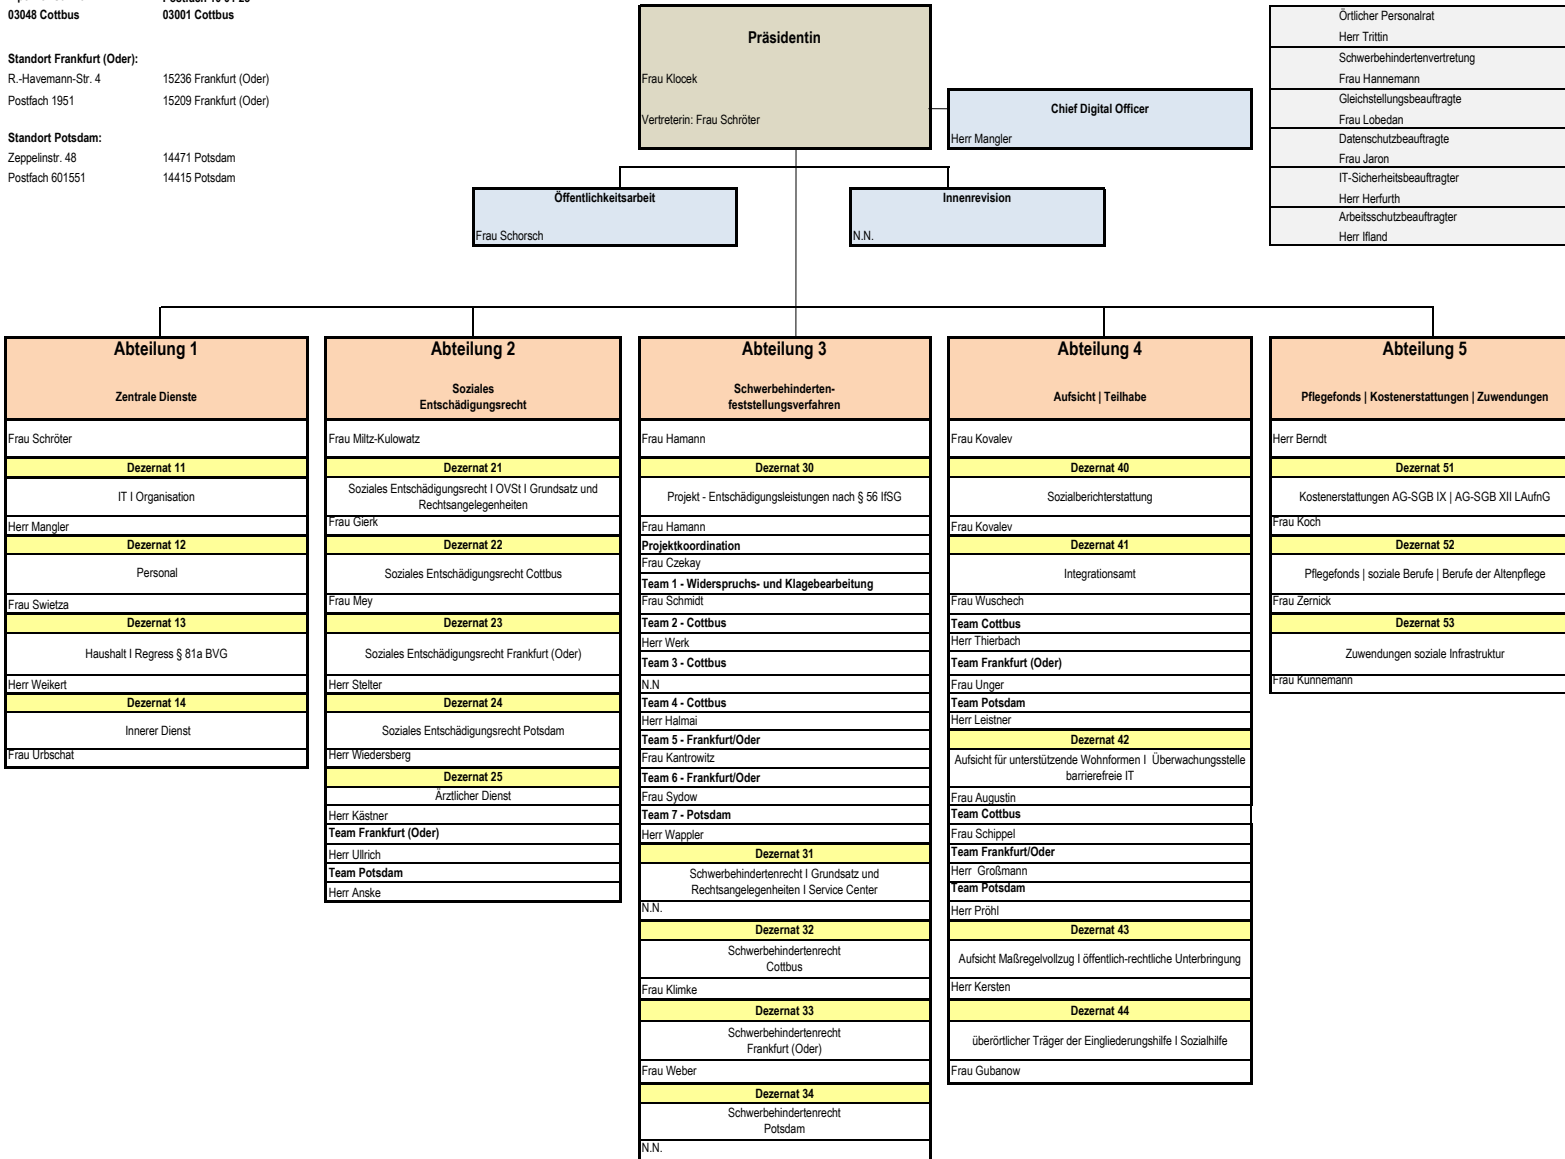 03048 Cottbus 03001 Cottbus
Standort Frankfurt (Oder):
R.-Havemann-Str. 4 15236 Frankfurt (Oder)
Postfach 1951 15209 Frankfurt (Oder)
Standort Potsdam:
Zeppelinstr. 48 14471 Potsdam
Postfach 601551 14415 Potsdam
Präsidentin
Frau Klocek
Vertreterin: Frau Schröter
Chief Digital Officer
Herr Mangler
Örtlicher Personalrat
Herr Trittin
Schwerbehindertenvertretung
Frau Hannemann
Gleichstellungsbeauftragte
Frau Lobedan
Datenschutzbeauftragte
Frau Jaron
IT-Sicherheitsbeauftragter
Herr Herfurth
Arbeitsschutzbeauftragter
Herr Ifland
Öffentlichkeitsarbeit
Frau Schorsch
Innenrevision
N.N.
Abteilung 1
Zentrale Dienste
Frau Schröter
Dezernat 11
IT I Organisation
Herr Mangler
Dezernat 12
Personal
Frau Swietza
Dezernat 13
Haushalt I Regress § 81a BVG
Herr Weikert
Dezernat 14
Innerer Dienst
Frau Urbschat
Abteilung 2
Soziales
Entschädigungsrecht
Frau Miltz-Kulowatz
Dezernat 21
Soziales Entschädigungsrecht I OVSt I Grundsatz und
Rechtsangelegenheiten
Frau Gierk
Dezernat 22
Soziales Entschädigungsrecht Cottbus
Frau Mey
Dezernat 23
Soziales Entschädigungsrecht Frankfurt (Oder)
Herr Stelter
Dezernat 24
Soziales Entschädigungsrecht Potsdam
Herr Wiedersberg
Dezernat 25
Ärztlicher Dienst
Herr Kästner
Team Frankfurt (Oder)
Herr Ullrich
Team Potsdam
Herr Anske
Abteilung 3
Schwerbehinderten-
feststellungsverfahren
Frau Hamann
Dezernat 30
Projekt - Entschädigungsleistungen nach § 56 IfSG
Frau Hamann
Projektkoordination
Frau Czekay
Team 1 - Widerspruchs- und Klagebearbeitung
Frau Schmidt
Team 2 - Cottbus
Herr Werk
Team 3 - Cottbus
N.N
Team 4 - Cottbus
Herr Halmai
Team 5 - Frankfurt/Oder
Frau Kantrowitz
Team 6 - Frankfurt/Oder
Frau Sydow
Team 7 - Potsdam
Herr Wappler
Dezernat 31
Schwerbehindertenrecht I Grundsatz und
Rechtsangelegenheiten I Service Center
N.N.
Dezernat 32
Schwerbehindertenrecht
Cottbus
Frau Klimke
Dezernat 33
Schwerbehindertenrecht
Frankfurt (Oder)
Frau Weber
Dezernat 34
Schwerbehindertenrecht
Potsdam
N.N.
Abteilung 4
Aufsicht | Teilhabe
Frau Kovalev
Dezernat 40
Sozialberichterstattung
Frau Kovalev
Dezernat 41
Integrationsamt
Frau Wuschech
Team Cottbus
Herr Thierbach
Team Frankfurt (Oder)
Frau Unger
Team Potsdam
Herr Leistner
Dezernat 42
Aufsicht für unterstützende Wohnformen I Überwachungsstelle
barrierefreie IT
Frau Augustin
Team Cottbus
Frau Schippel
Team Frankfurt/Oder
Herr Großmann
Team Potsdam
Herr Pröhl
Dezernat 43
Aufsicht Maßregelvollzug I öffentlich-rechtliche Unterbringung
Herr Kersten
Dezernat 44
überörtlicher Träger der Eingliederungshilfe I Sozialhilfe
Frau Gubanow
Abteilung 5
Pflegefonds | Kostenerstattungen | Zuwendungen
Herr Berndt
Dezernat 51
Kostenerstattungen AG-SGB IX | AG-SGB XII LAufnG
Frau Koch
Dezernat 52
Pflegefonds | soziale Berufe | Berufe der Altenpflege
Frau Zernick
Dezernat 53
Zuwendungen soziale Infrastruktur
Frau Kunnemann